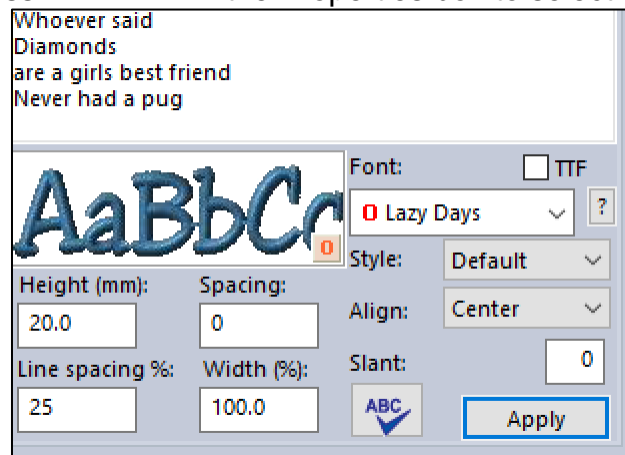 Whoever said
Diamonds
are a girls best friend
Never had a pug
AaBbCc
O
Font:
TTF
O Lazy Days
?
Style:
Default
Height (mm):
Spacing:
20.0
0
Align:
Center
Line spacing %:
Width (%):
25
100.0
Slant:
0
ABC
Apply